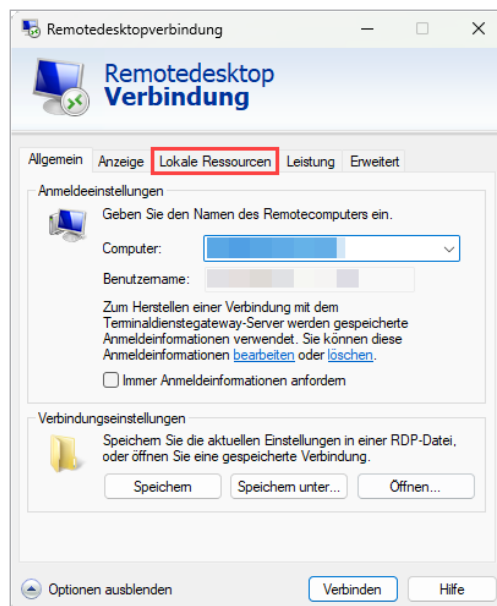 Remotedesktopverbindung
Remotedesktop
Verbindung
Allgemein Anzeige Lokale Ressourcen Leistung Erweitert
Anmeldeeinstellungen
Geben Sie den Namen des Remotecomputers ein.
Computer:
Benutzername:
Zum Herstellen einer Verbindung mit dem
Terminaldienstegateway-Server werden gespeicherte
Anmeldeinformationen verwendet. Sie können diese
Anmeldeinformationen bearbeiten oder löschen.
Immer Anmeldeinformationen anfordern
Verbindungseinstellungen
Speichern Sie die aktuellen Einstellungen in einer RDP-Datei,
oder öffnen Sie eine gespeicherte Verbindung.
Speichern Speichern unter... Öffnen...
Optionen ausblenden Verbinden Hilfe